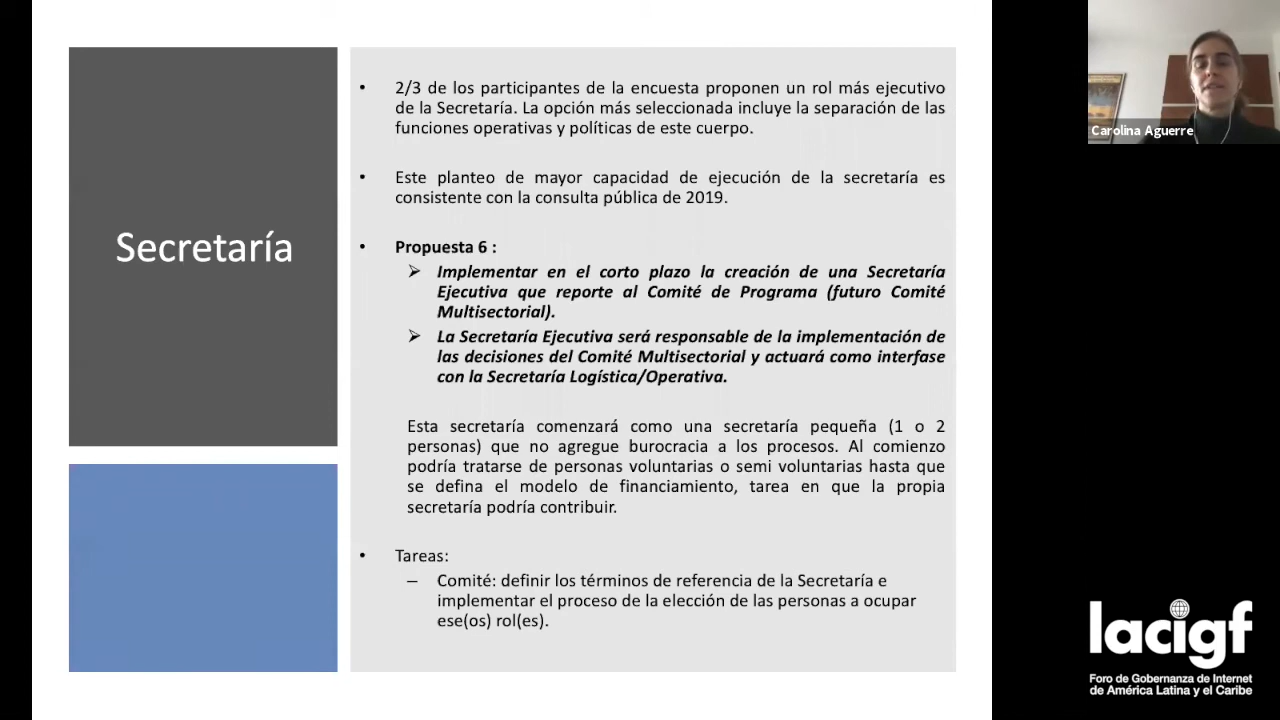 Secretaría
• 2/3 de los participantes de la encuesta proponen un rol más ejecutivo
de la Secretaría. La opción más seleccionada incluye la separación de las
funciones operativas y políticas de este cuerpo.
• Este planteo de mayor capacidad de ejecución de la secretaría es
consistente con la consulta pública de 2019.
• Propuesta 6 :
➢ Implementar en el corto plazo la creación de una Secretaría
Ejecutiva que reporte al Comité de Programa (futuro Comité
Multisectorial).
➢ La Secretaría Ejecutiva será responsable de la implementación de
las decisiones del Comité Multisectorial y actuará como interfase
con la Secretaría Logística/Operativa.
Esta secretaría comenzará como una secretaría pequeña (1 o 2
personas) que no agregue burocracia a los procesos. Al comienzo
podría tratarse de personas voluntarias o semi voluntarias hasta que
se defina el modelo de financiamiento, tarea en que la propia
secretaría podría contribuir.
• Tareas:
– Comité: definir los términos de referencia de la Secretaría e
implementar el proceso de la elección de las personas a ocupar
ese(os) rol(es).
Carolina Aguerre
lacigf
Foro de Gobernanza de Internet
de América Latina y el Caribe